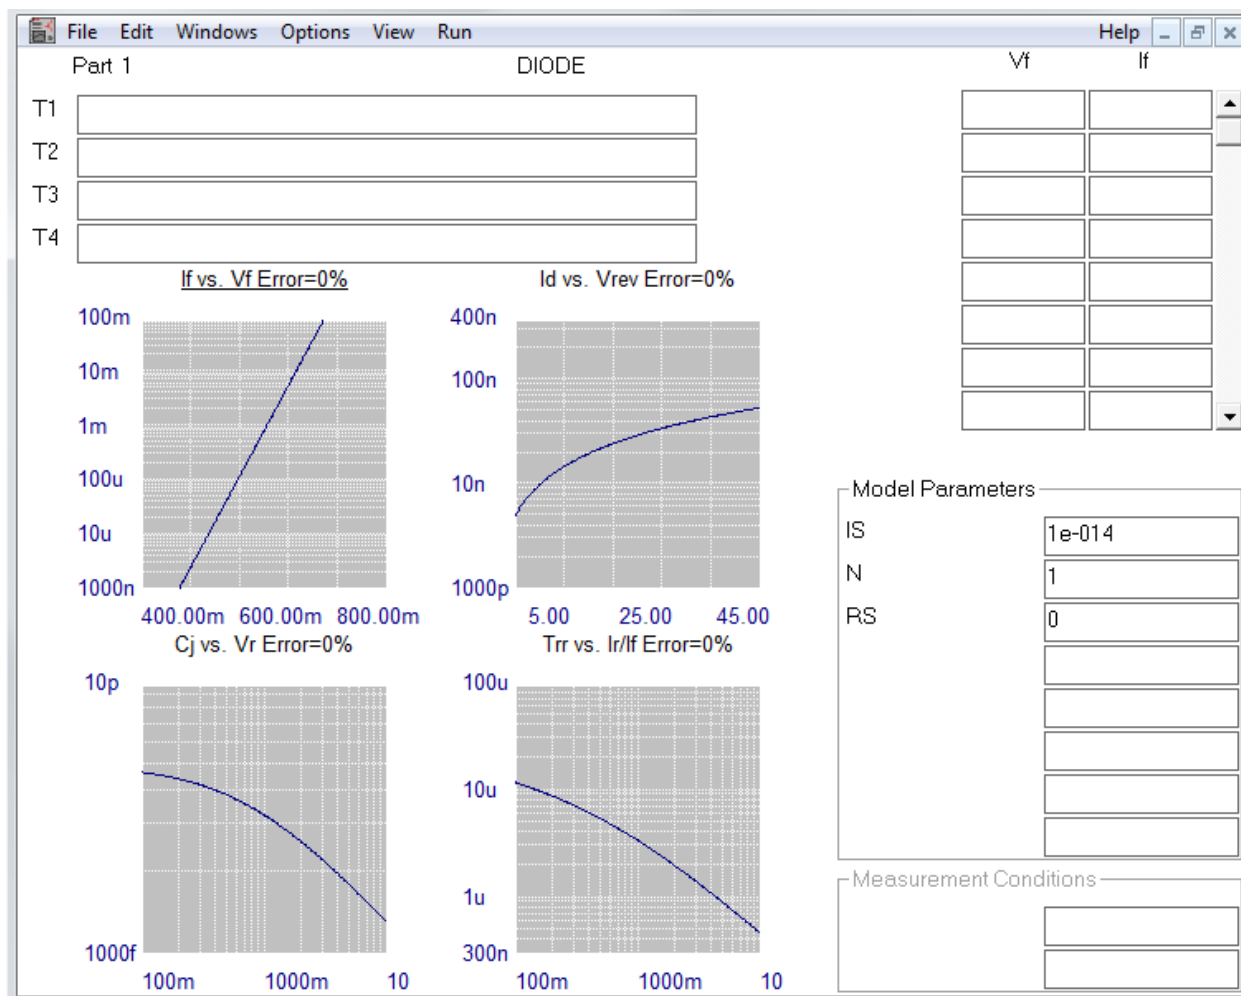 File Edit Windows Options View Run Help
Part 1 DIODE Vf If
T1
T2
T3
T4
If vs. Vf Error=0% Id vs. Vrev Error=0%
100m
10m
1m
100u
10u
1000n
400.00m 600.00m 800.00m
400n
100n
10n
1000p
5.00 25.00 45.00
Cj vs. Vr Error=0% Trr vs. Ir/If Error=0%
10p
1000f
100m 1000m 10
100u
10u
1u
300n
100m 1000m 10
Model Parameters
IS 1e-014
N 1
RS 0
Measurement Conditions